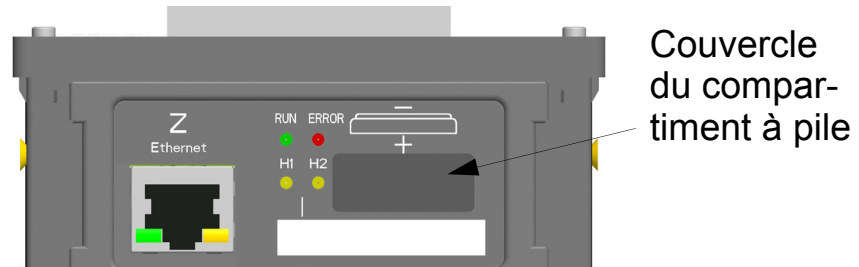 Z
Ethernet
RUN ERROR
H1 H2
−
+
Couvercle
du compar-
timent à pile